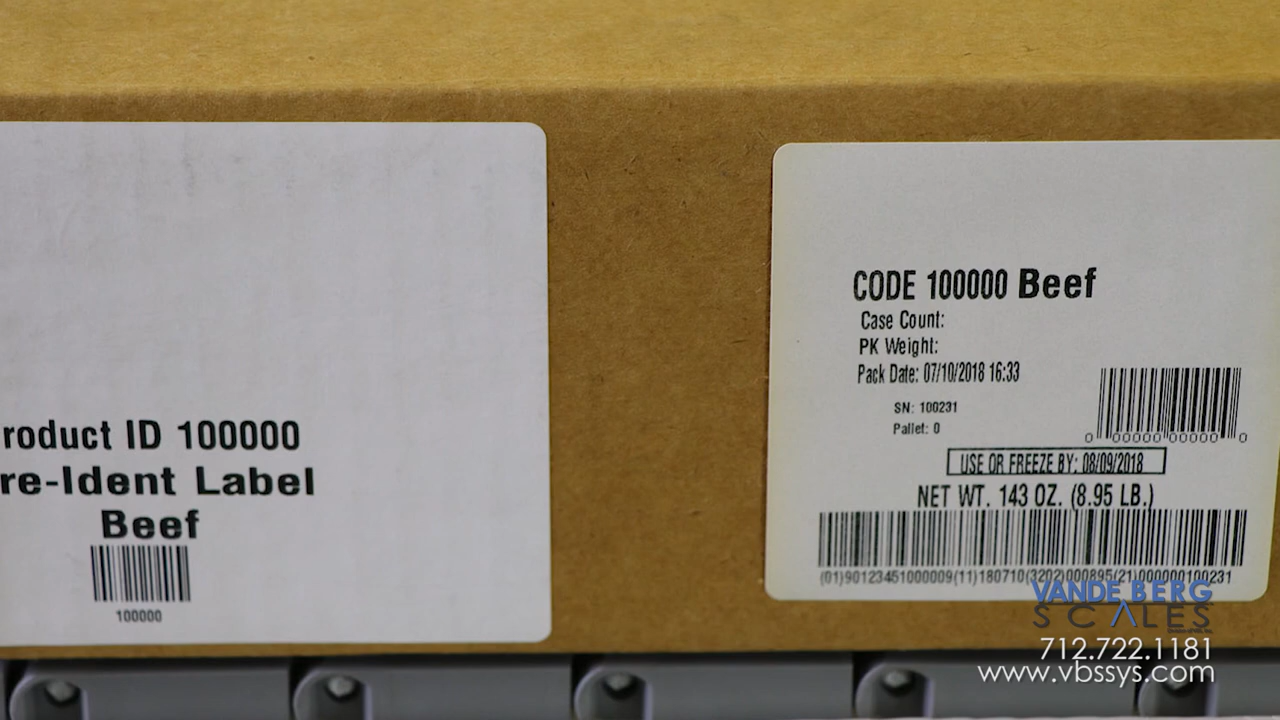 roduct ID 100000
re-Ident Label
Beef
100000
CODE 100000 Beef
Case Count:
PK Weight:
Pack Date: 07/10/2018 16:33
SN: 100231
Pallet: 0
0 00000 00000 0
USE OR FREEZE BY: 08/09/2018
NET WT. 143 OZ. (8.95 LB.)
(01)90123451000009(11)180710(3202)000895(21)000000100231
VANDE BERG
SCALES
712.722.1181
www.vbssys.com